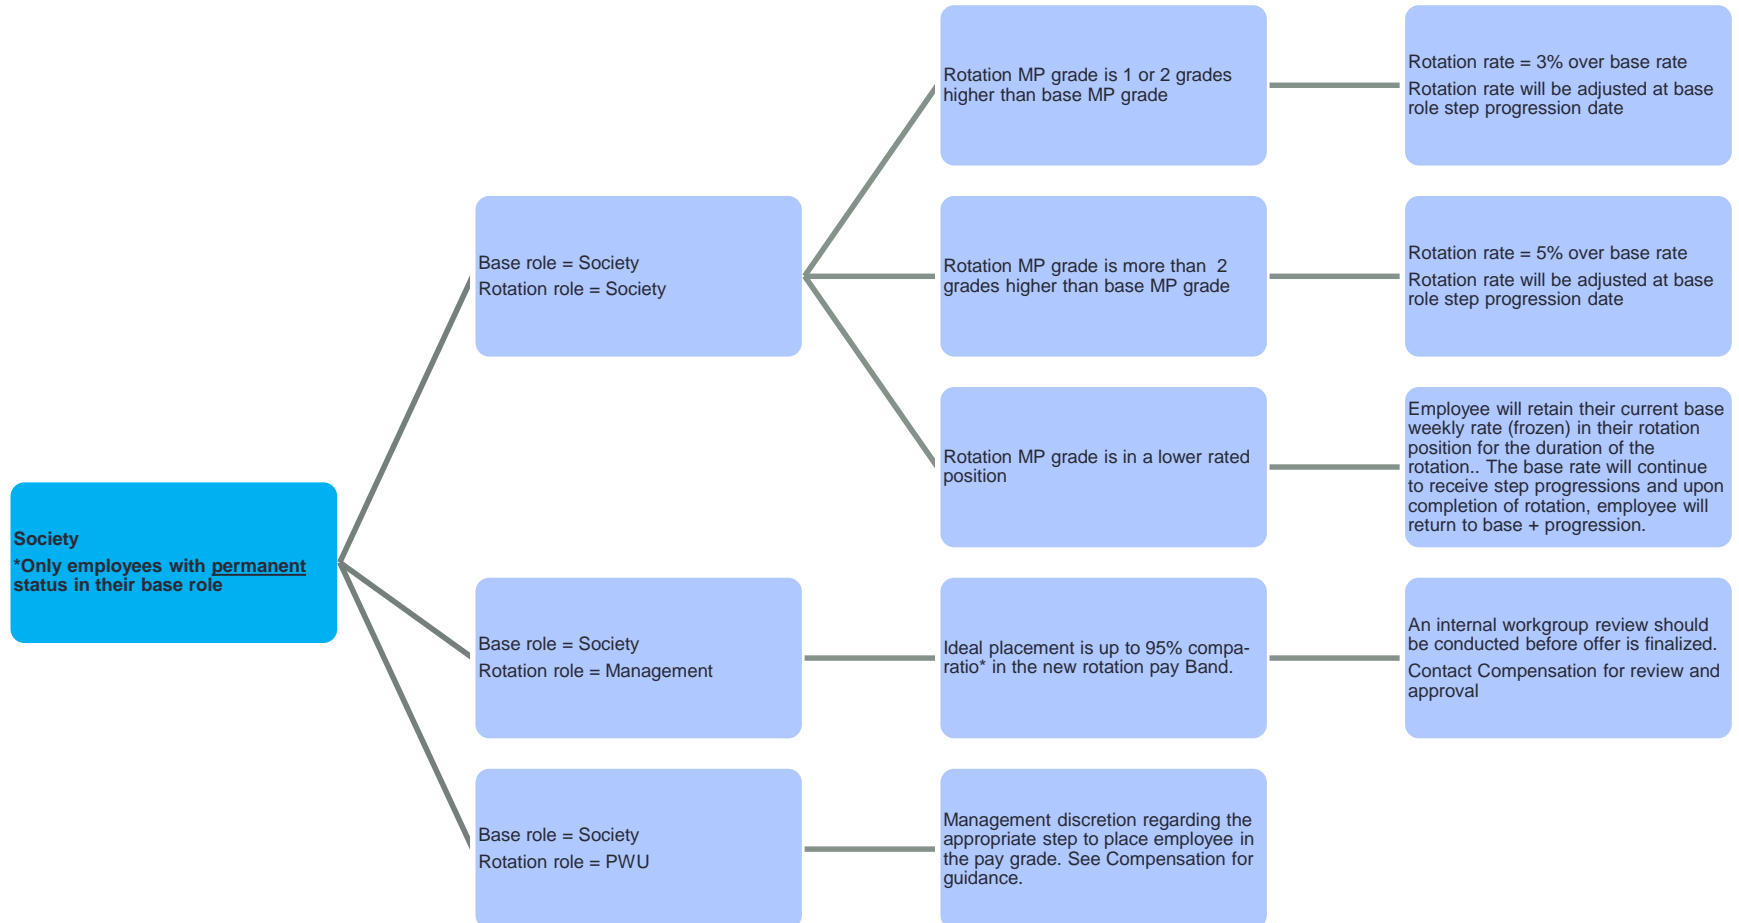 Society
*Only employees with permanent
status in their base role
Base role = Society
Rotation role = Society
Rotation MP grade is 1 or 2 grades
higher than base MP grade
Rotation rate = 3% over base rate
Rotation rate will be adjusted at base
role step progression date
Rotation MP grade is more than  2
grades higher than base MP grade
Rotation rate = 5% over base rate
Rotation rate will be adjusted at base
role step progression date
Rotation MP grade is in a lower rated
position
Employee will retain their current base
weekly rate (frozen) in their rotation
position for the duration of the
rotation.. The base rate will continue
to receive step progressions and upon
completion of rotation, employee will
return to base + progression.
Base role = Society
Rotation role = Management
Ideal placement is up to 95% compa-
ratio* in the new rotation pay Band.
An internal workgroup review should
be conducted before offer is finalized.
Contact Compensation for review and
approval
Base role = Society
Rotation role = PWU
Management discretion regarding the
appropriate step to place employee in
the pay grade. See Compensation for
guidance.